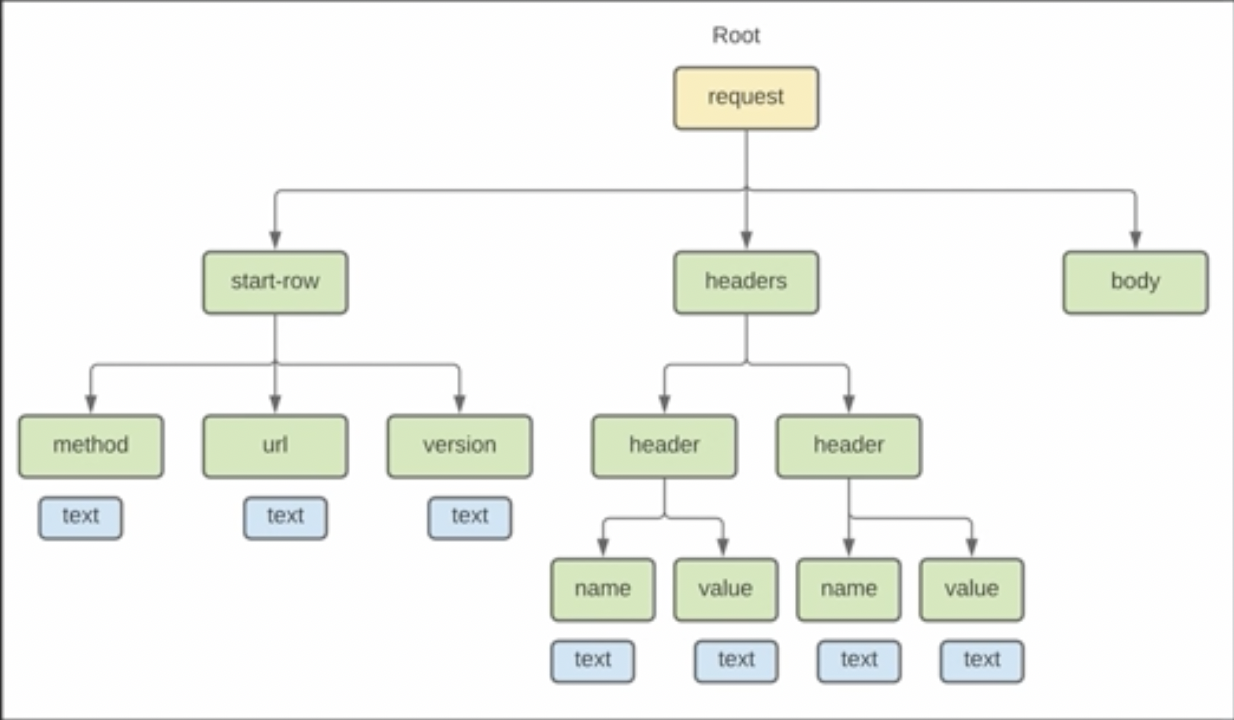 Root
request
start-row
headers
body
method
url
version
header
header
text
text
text
name
value
name
value
text
text
text
text